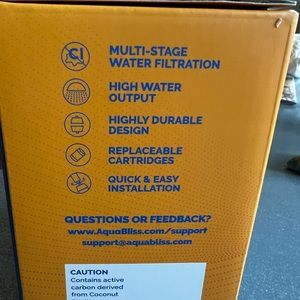 Cl
MULTI-STAGE
WATER FILTRATION
HIGH WATER
OUTPUT
HIGHLY DURABLE
DESIGN
REPLACEABLE
CARTRIDGES
QUICK & EASY
INSTALLATION
QUESTIONS OR FEEDBACK?
www.AquaBliss.com/support
support@aquabliss.com
CAUTION
Contains active
carbon derived
from Coconut